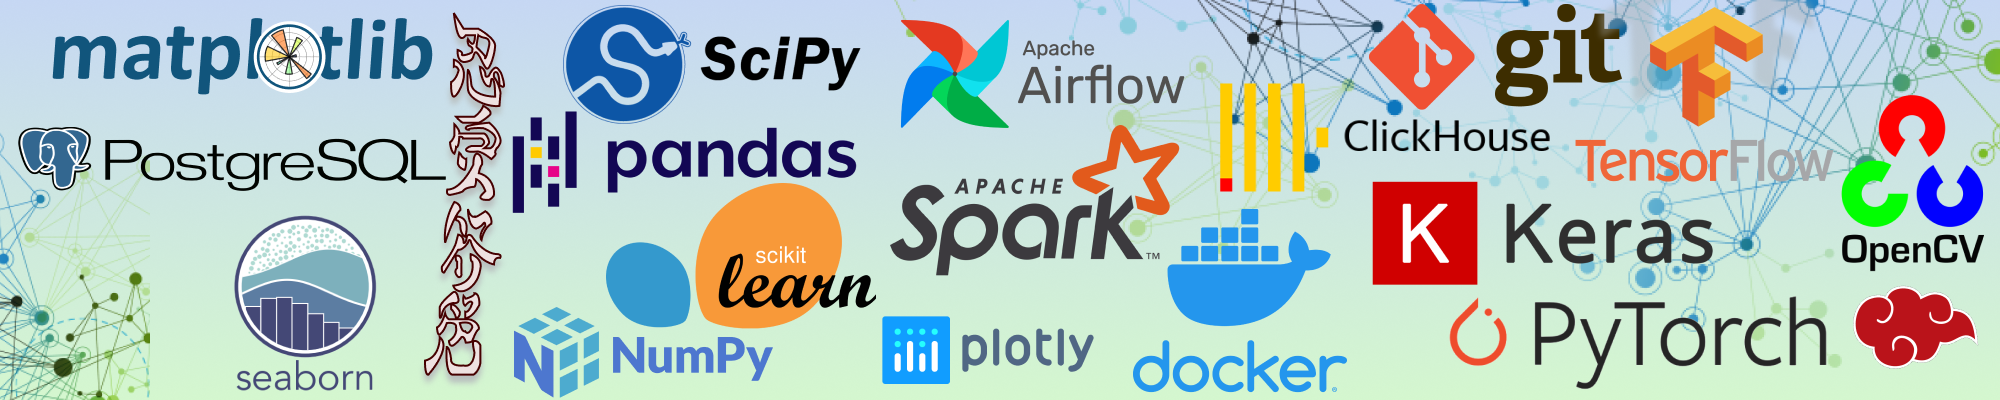 matplotlib
SciPy
Apache
Airflow
git
ClickHouse
PostgreSQL
pandas
TensorFlow
OpenCV
APACHE
Spark™
K Keras
scikit
learn
seaborn
NumPy
plotly
docker
PyTorch